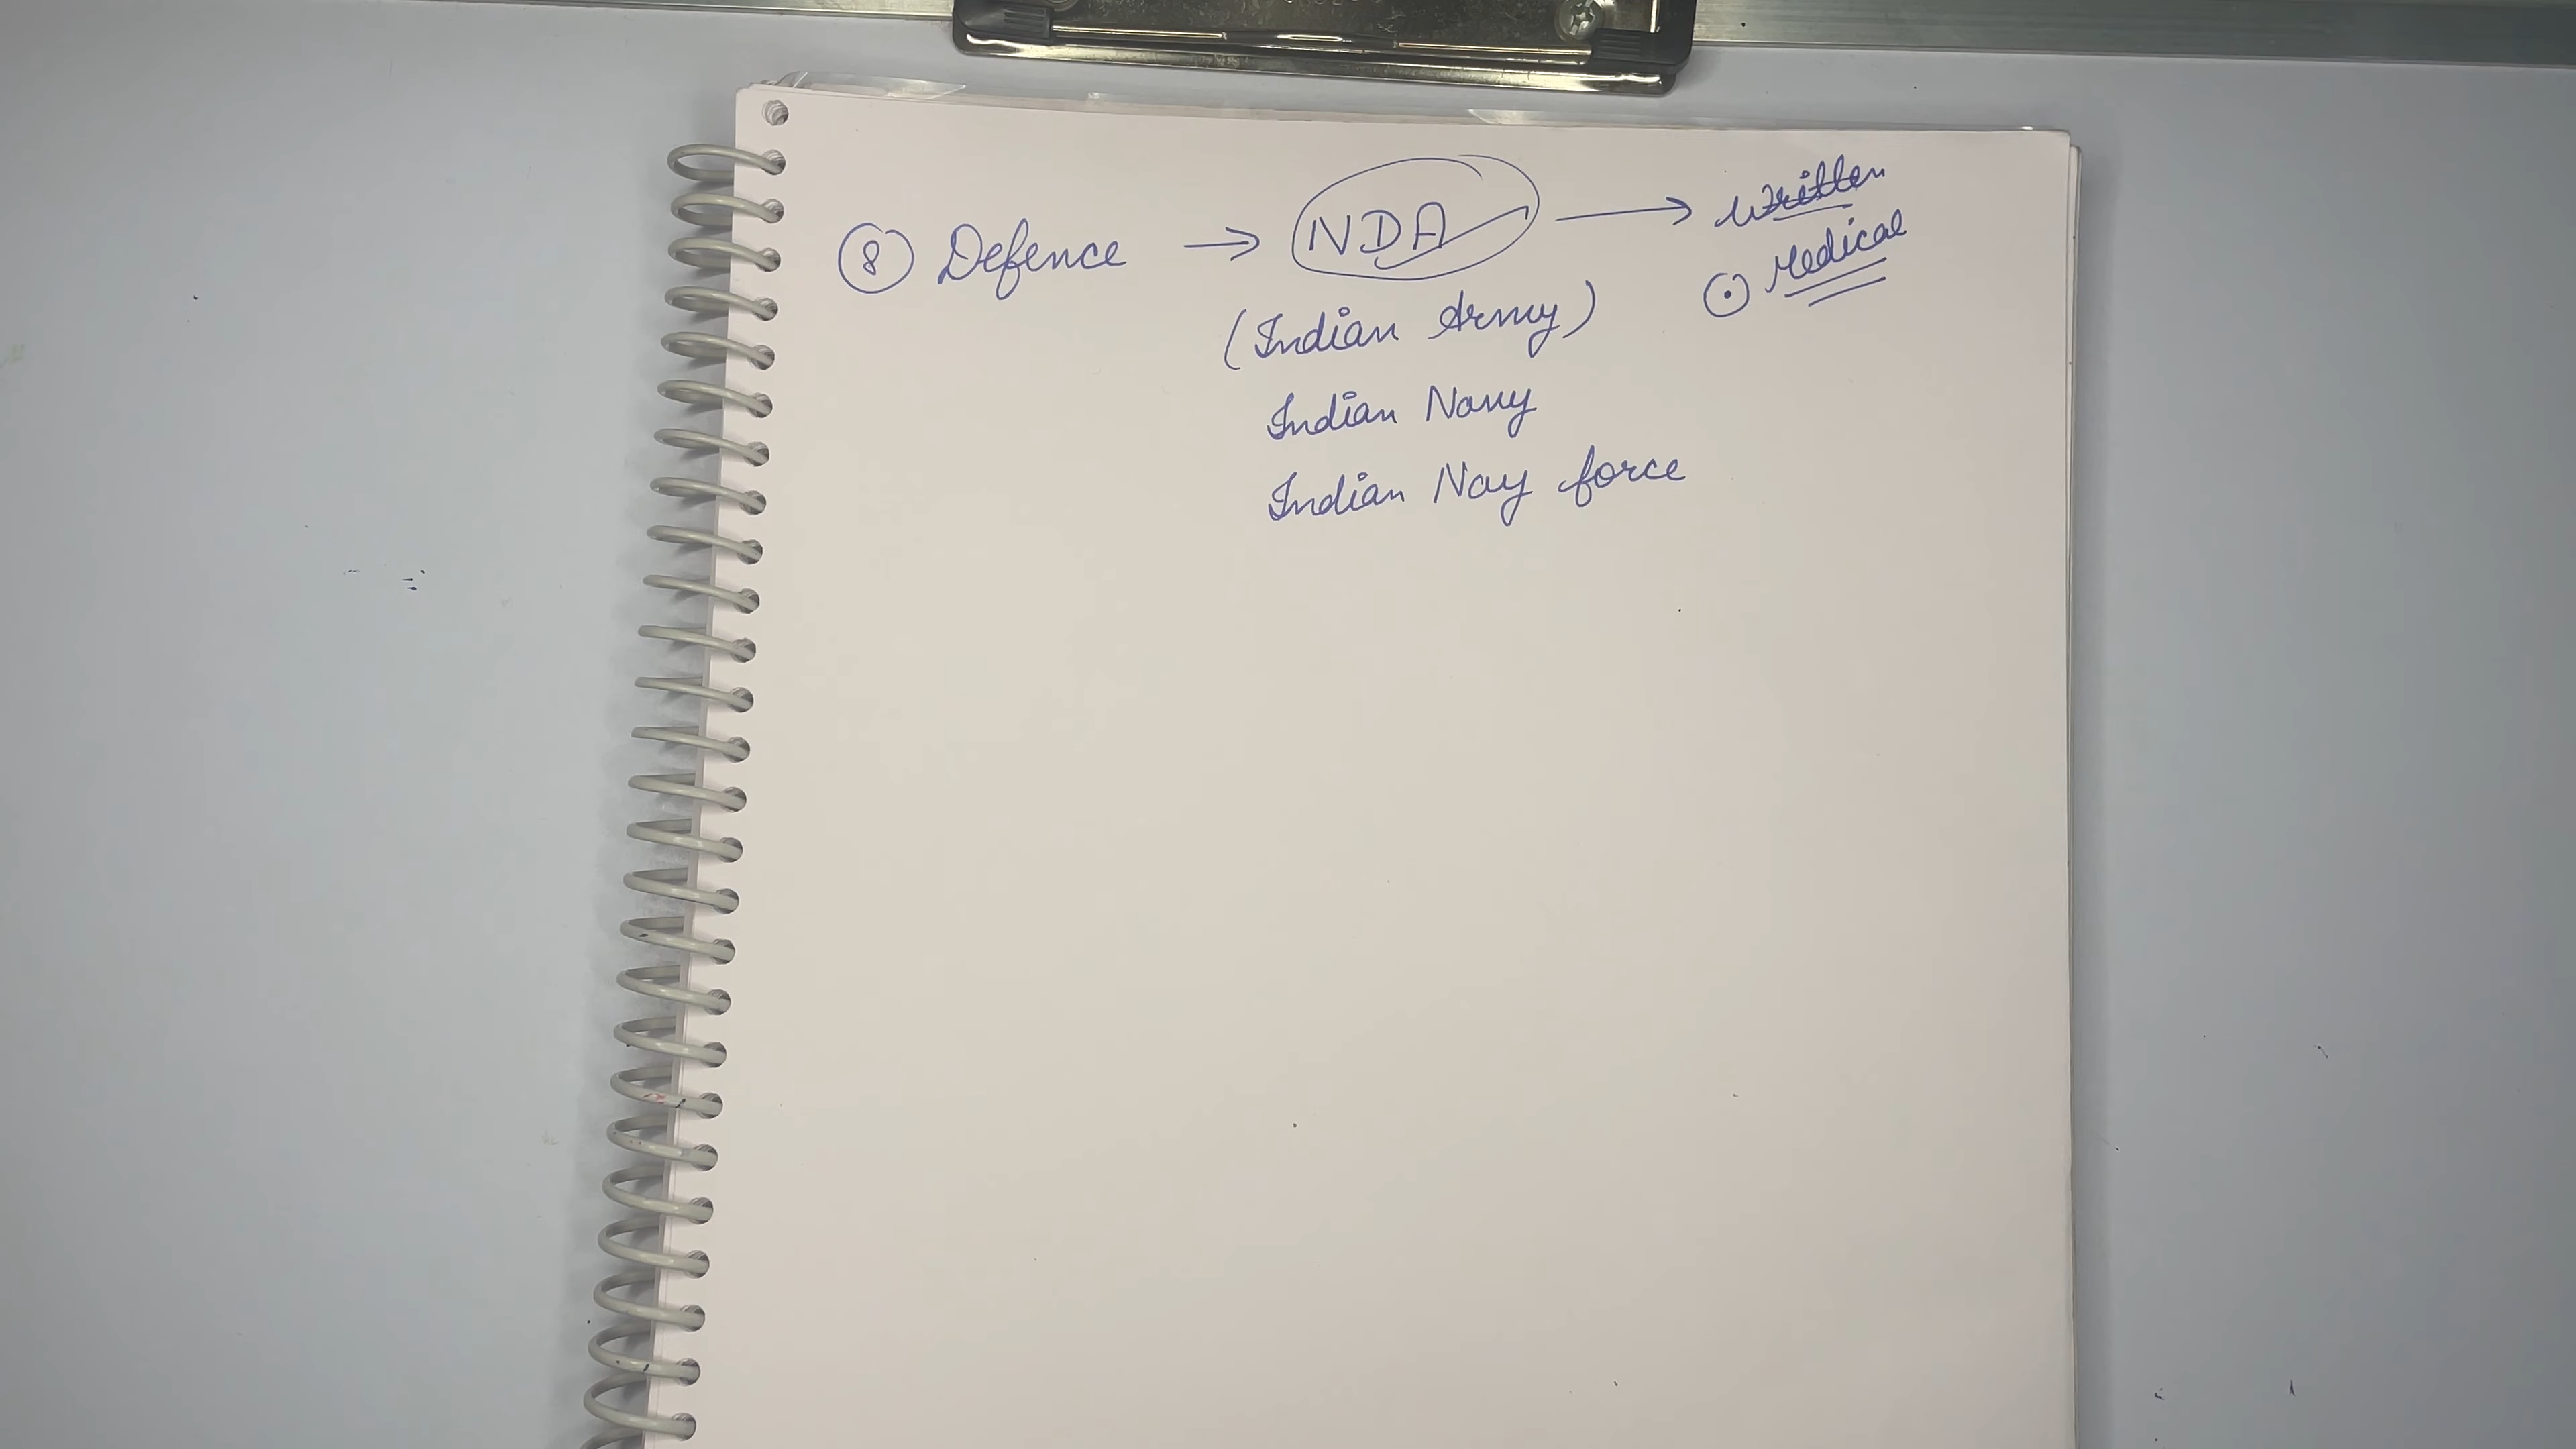 ⑧ Defence → NDA → Written
⊙ Medical
(Indian Army)
Indian Navy
Indian Nay force